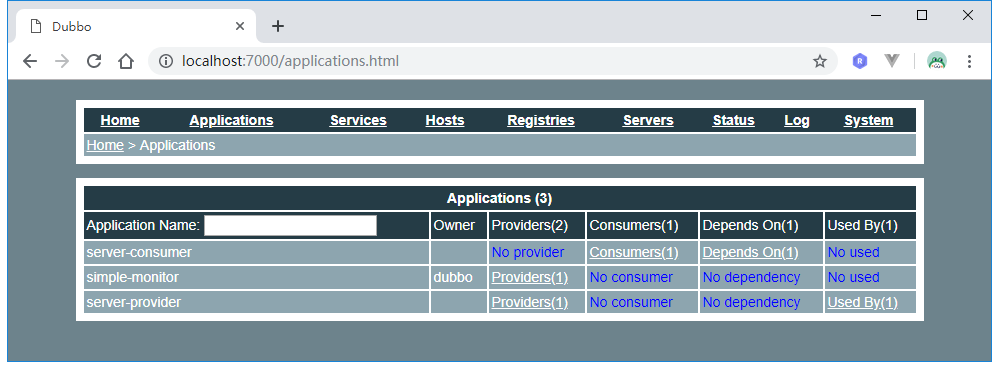 Dubbo
localhost:7000/applications.html
R
Home Applications Services Hosts Registries Servers Status Log System
Home > Applications
Applications (3)
Application Name: Owner Providers(2) Consumers(1) Depends On(1) Used By(1)
server-consumer No provider Consumers(1) Depends On(1) No used
simple-monitor dubbo Providers(1) No consumer No dependency No used
server-provider Providers(1) No consumer No dependency Used By(1)